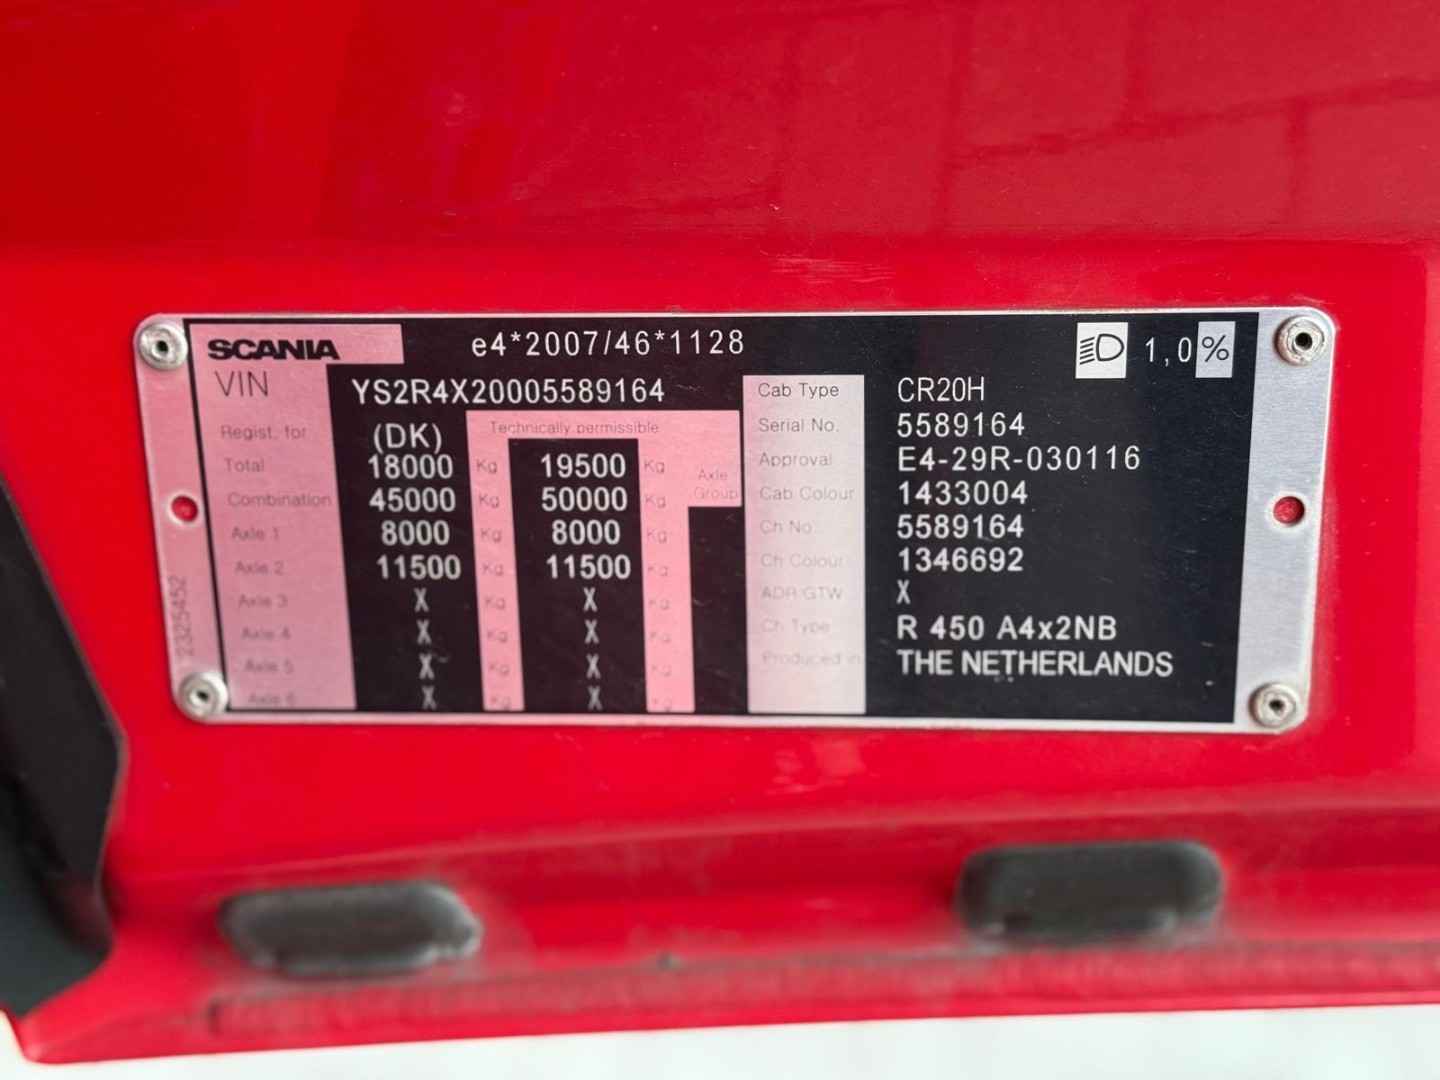 SCANIA e4*2007/46*1128 1,0 %
VIN YS2R4X20005589164 Cab Type CR20H
Regist. for (DK) Technically permissible Serial No. 5589164
Total 18000 Kg 19500 Kg Axle Group Approval E4-29R-030116
Combination 45000 Kg 50000 Kg Cab Colour 1433004
Axle 1 8000 Kg 8000 Kg Ch No. 5589164
Axle 2 11500 Kg 11500 Kg Ch Colour 1346692
Axle 3 X Kg X Kg ADR/GTW X
Axle 4 X Kg X Kg Ch Type R 450 A4x2NB
Axle 5 X Kg X Kg Produced in THE NETHERLANDS
Axle 6 X Kg X Kg
2325452